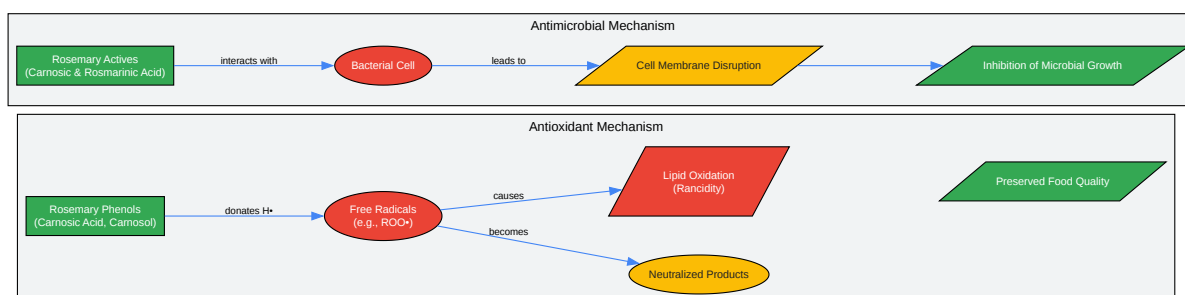 Antimicrobial Mechanism
Rosemary Actives
(Carnosic & Rosmarinic Acid)
interacts with
Bacterial Cell
leads to
Cell Membrane Disruption
Inhibition of Microbial Growth
Antioxidant Mechanism
Rosemary Phenols
(Carnosic Acid, Carnosol)
donates H•
Free Radicals
(e.g., ROO•)
causes
Lipid Oxidation
(Rancidity)
becomes
Neutralized Products
Preserved Food Quality